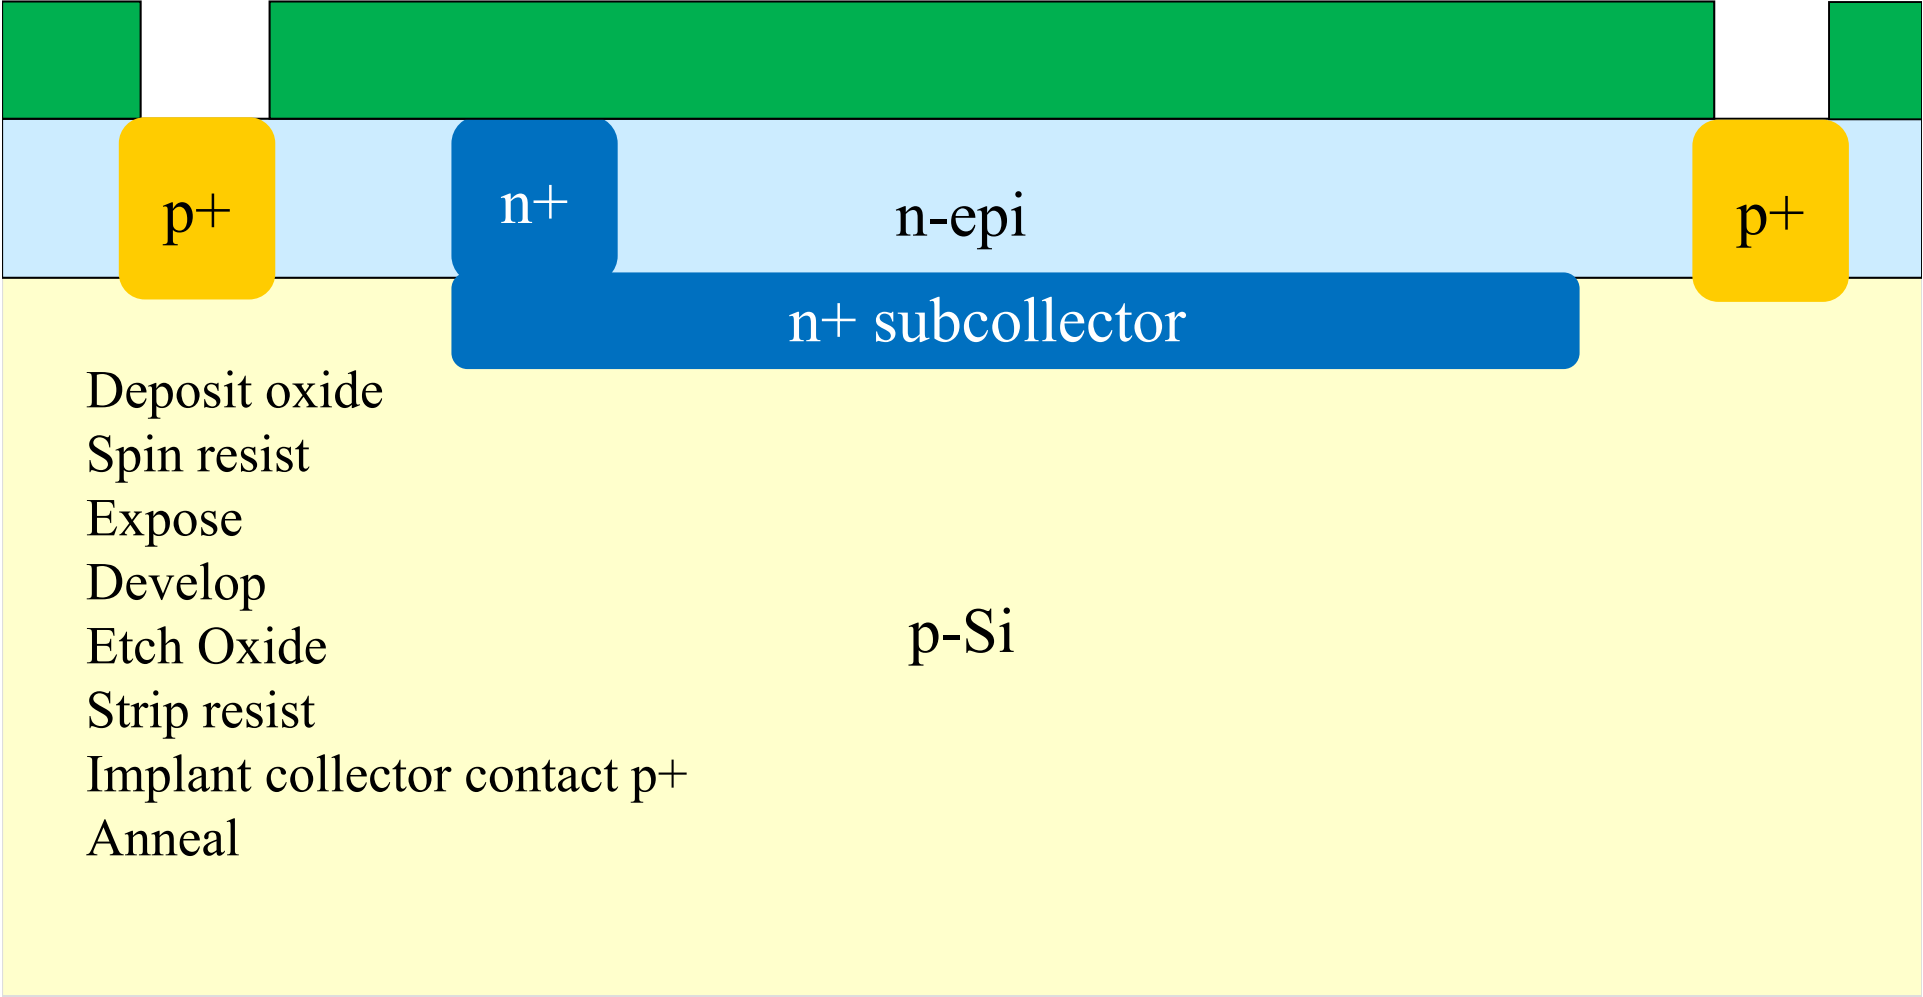 p+
n+
n-epi
p+
n+ subcollector
Deposit oxide
Spin resist
Expose
Develop
Etch Oxide
Strip resist
Implant collector contact p+
Anneal
p-Si